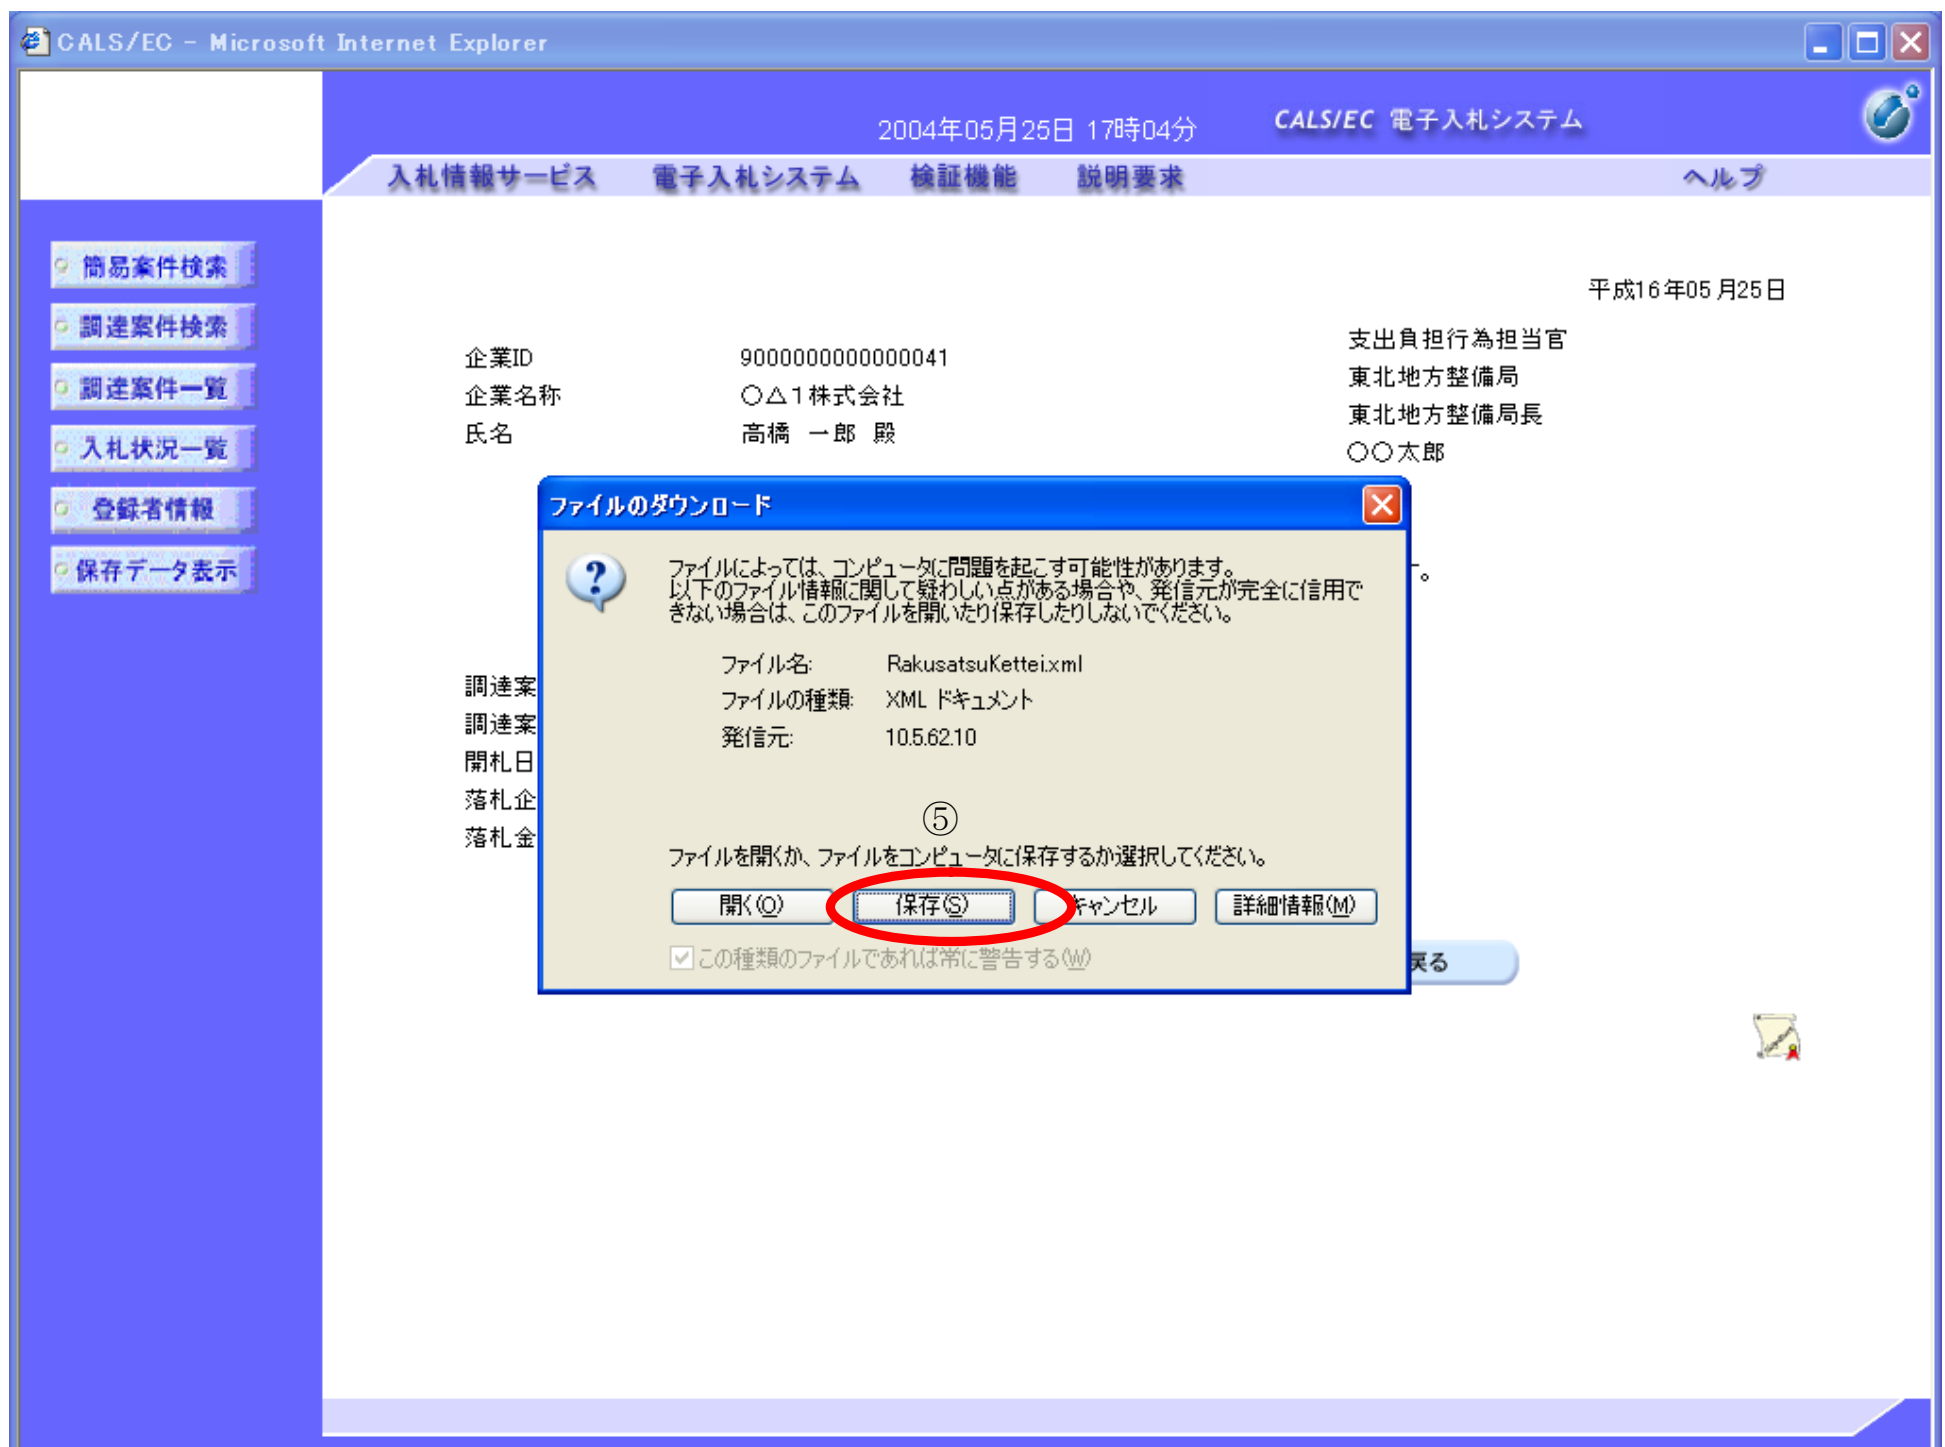 CALS/EC - Microsoft Internet Explorer
2004年05月25日 17時04分
CALS/EC 電子入札システム
入札情報サービス 電子入札システム 検証機能 説明要求 ヘルプ
簡易案件検索
調達案件検索
調達案件一覧
入札状況一覧
登録者情報
保存データ表示
平成16年05月25日
支出負担行為担当官
東北地方整備局
東北地方整備局長
〇〇太郎
企業ID 9000000000000041
企業名称 〇△1株式会社
氏名 高橋 一郎 殿
ファイルのダウンロード
ファイルによっては、コンピュータに問題を起こす可能性があります。
以下のファイル情報に関して疑わしい点がある場合や、発信元が完全に信用で
きない場合は、このファイルを開いたり保存したりしないでください。
ファイル名: RakusatsuKettei.xml
ファイルの種類: XML ドキュメント
発信元: 10.5.62.10
⑤
ファイルを開くか、ファイルをコンピュータに保存するか選択してください。
開く(O) 保存(S) キャンセル 詳細情報(M)
この種類のファイルであれば常に警告する(W)
。
調達案
調達案
開札日
落札企
落札金
戻る